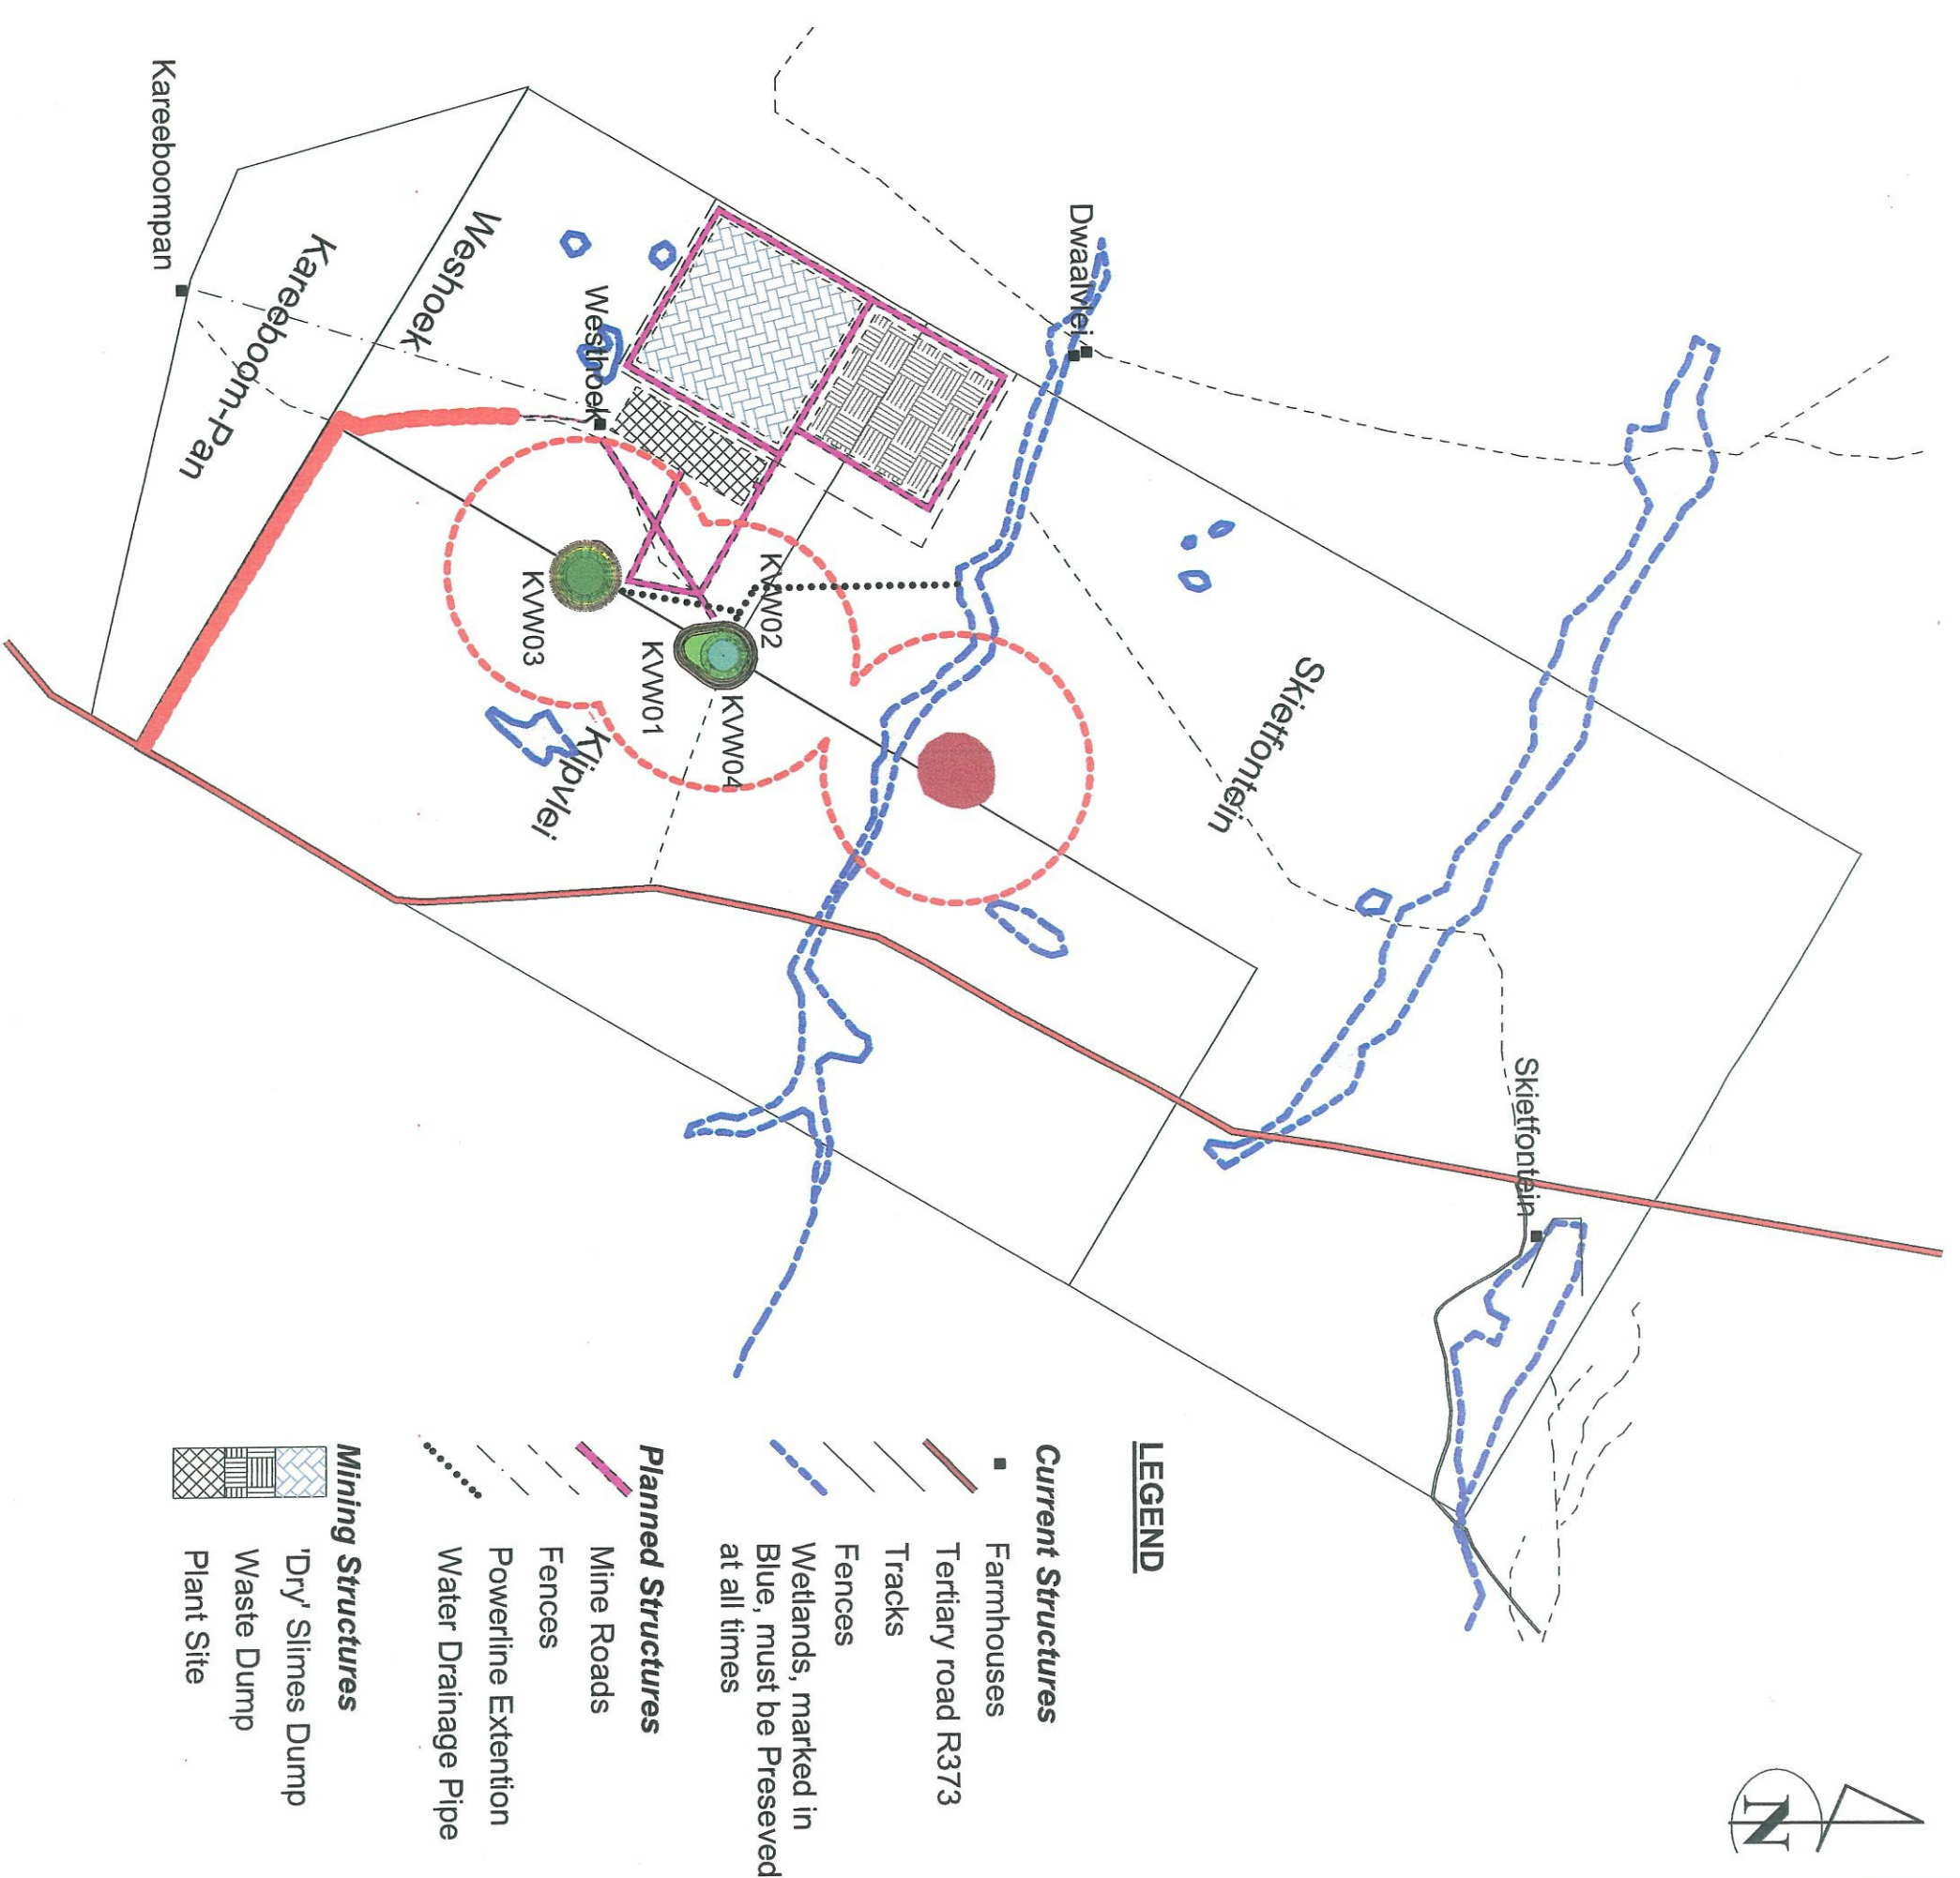 Kareeboompan
Kareeboom-Pan
Weshoek
Westhoek
Dwaalvlei
Skietfontein
Skietfontein
Klipvlei
KVW02
KVW03
KVW01
KVW04
LEGEND
Current Structures
Farmhouses
Tertiary road R373
Tracks
Fences
Wetlands, marked in
Blue, must be Preseved
at all times
Planned Structures
Mine Roads
Fences
Powerline Extention
Water Drainage Pipe
Mining Structures
'Dry' Slimes Dump
Waste Dump
Plant Site
N